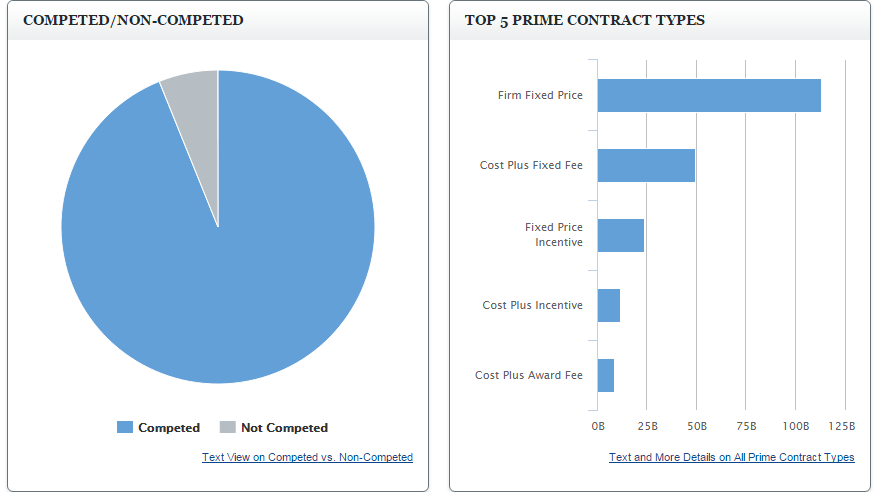 COMPETED/NON-COMPETED
Competed
Not Competed
Text View on Competed vs. Non-Competed
TOP 5 PRIME CONTRACT TYPES
Firm Fixed Price
Cost Plus Fixed Fee
Fixed Price
Incentive
Cost Plus Incentive
Cost Plus Award Fee
0B 25B 50B 75B 100B 125B
Text and More Details on All Prime Contract Types